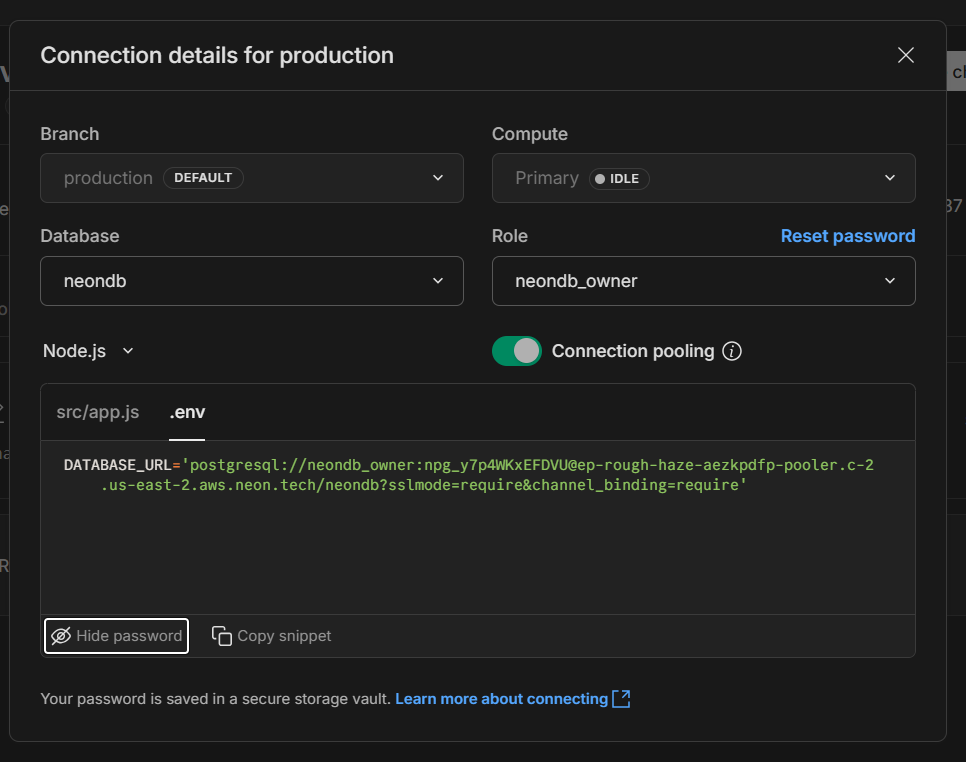 Connection details for production
Branch
Compute
production DEFAULT
Primary IDLE
Database
Role
Reset password
neondb
neondb_owner
Node.js
Connection pooling
src/app.js
.env
DATABASE_URL='postgresql://neondb_owner:npg_y7p4WKxEFDVU@ep-rough-haze-aezkpdfp-pooler.c-2
.us-east-2.aws.neon.tech/neondb?sslmode=require&channel_binding=require'
Hide password
Copy snippet
Your password is saved in a secure storage vault. Learn more about connecting